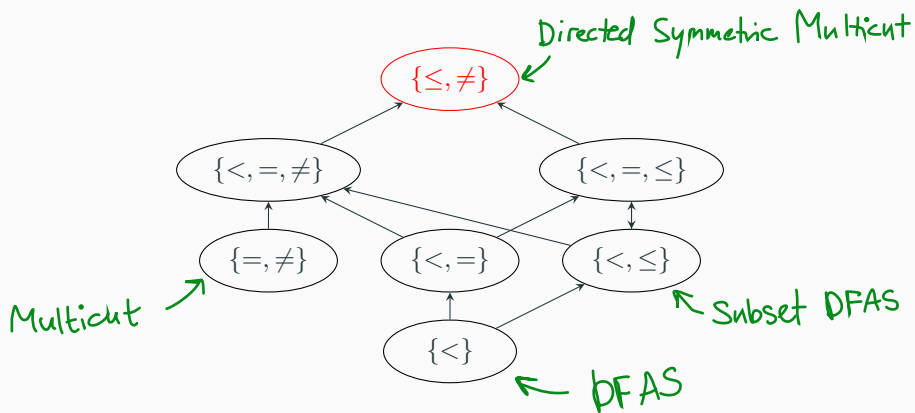 Directed Symmetric Multicut
{≤, ≠}
{<, =, ≠}
{<, =, ≤}
{=, ≠}
{<, =}
{<, ≤}
Multicut
Subset DFAS
{<}
DFAS